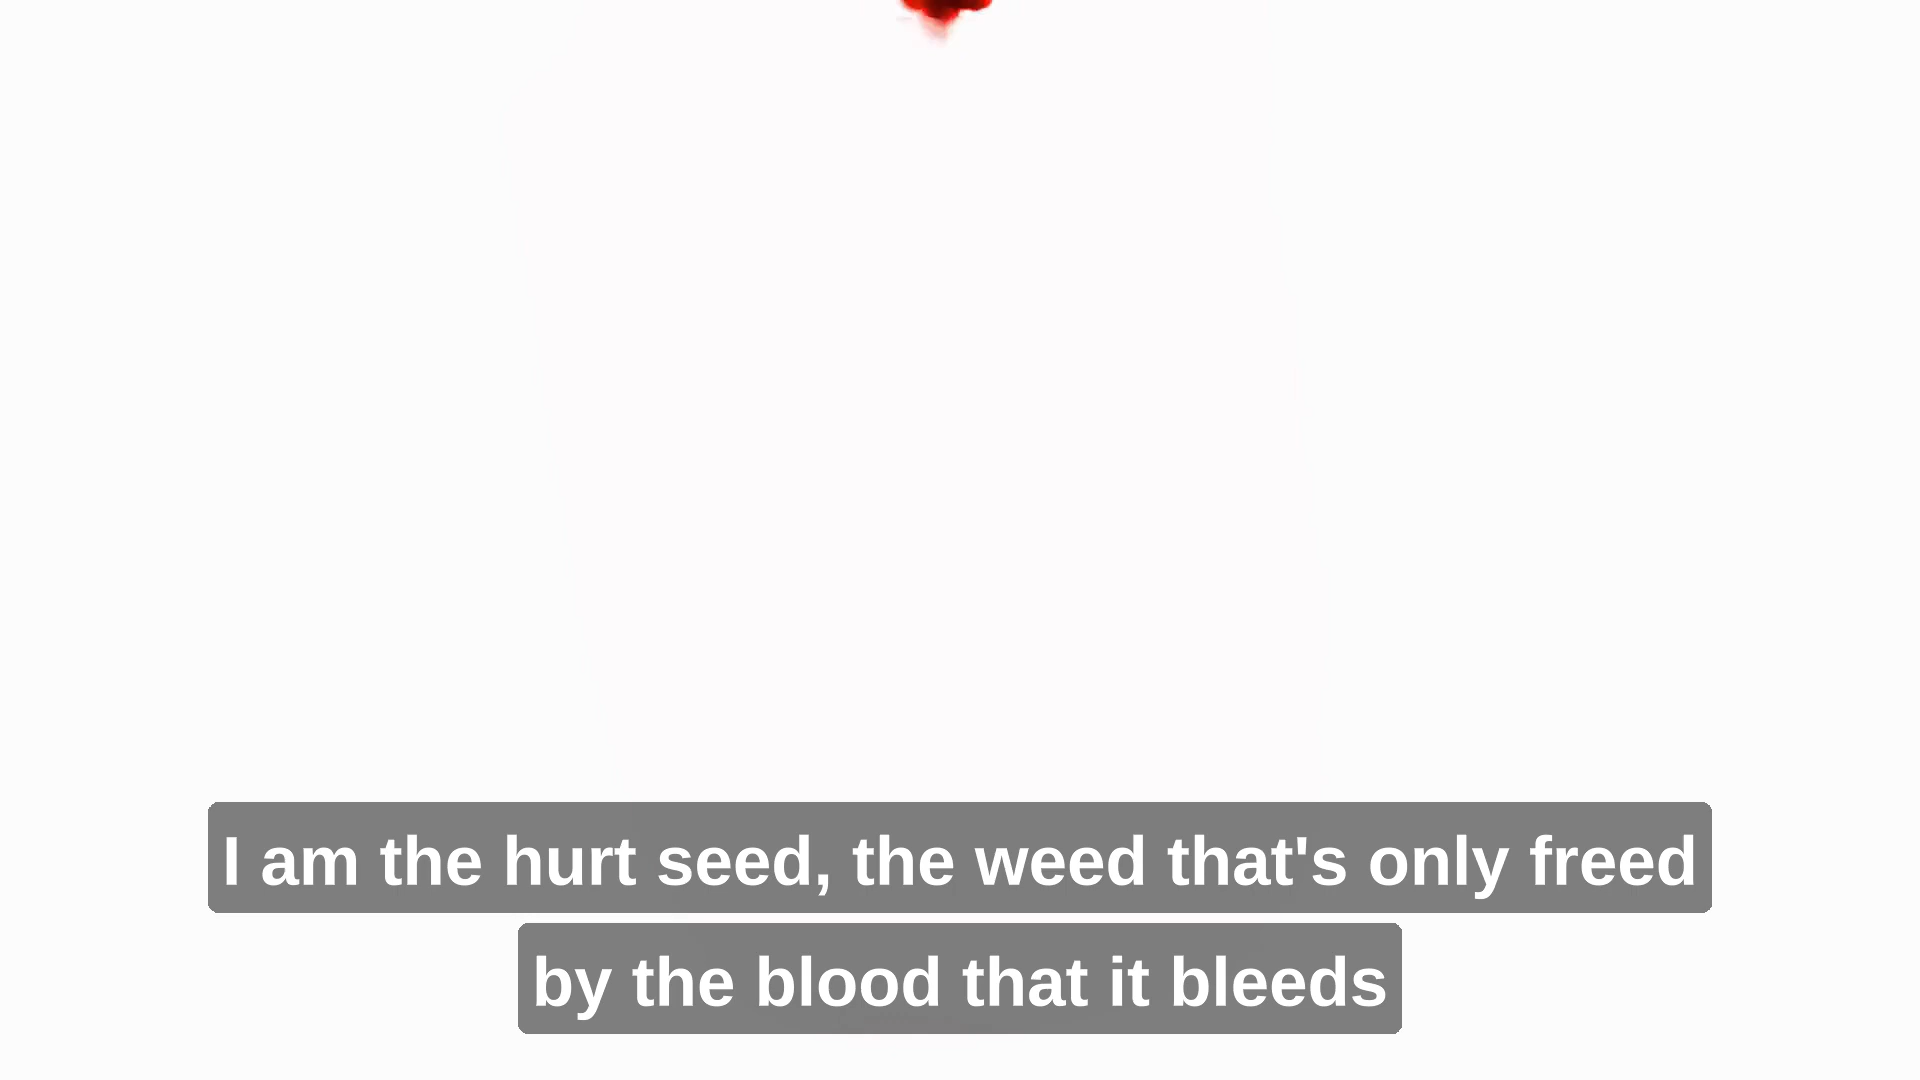 I am the hurt seed, the weed that's only freed
by the blood that it bleeds